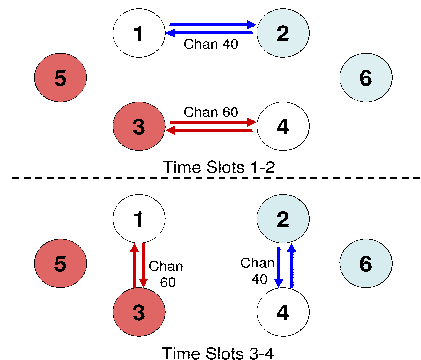 1 2
Chan 40
5 6
Chan 60
3 4
Time Slots 1-2
1 2
Chan
60
Chan
40
5 6
3 4
Time Slots 3-4